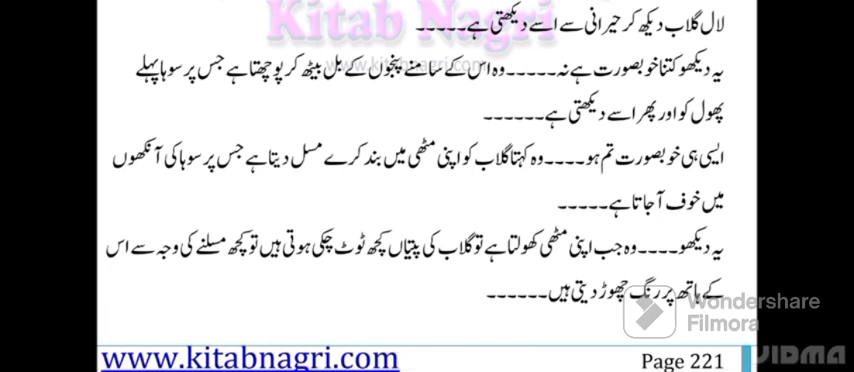 Kitab Nagri
لال گلاب دیکھ کر حیرانی سے اسے دیکھتی ہے۔۔۔۔۔
www.kitabnagri.com
یہ دیکھو کتنا خوبصورت ہے نہ۔۔۔۔۔وہ اس کے سامنے پنجوں کے بل بیٹھ کر پوچھتا ہے جس پر سوہا پہلے
پھول کو اور پھر اسے دیکھتی ہے۔۔۔۔۔۔
ایسی ہی خوبصورت تم ہو۔۔۔۔وہ کہتا گلاب کو اپنی مٹھی میں بند کرے مسل دیتا ہے جس پر سوہا کی آنکھوں
میں خوف آ جاتا ہے۔۔۔۔۔
یہ دیکھو۔۔۔۔وہ جب اپنی مٹھی کھولتا ہے تو گلاب کی پتیاں کچھ ٹوٹ چکی ہوتی ہیں تو کچھ مسلنے کی وجہ سے اس
کے ہاتھ پر رنگ چھوڑ دیتی ہیں۔۔۔۔۔۔
Wondershare
Filmora
www.kitabnagri.com
Page 221
VIDMA